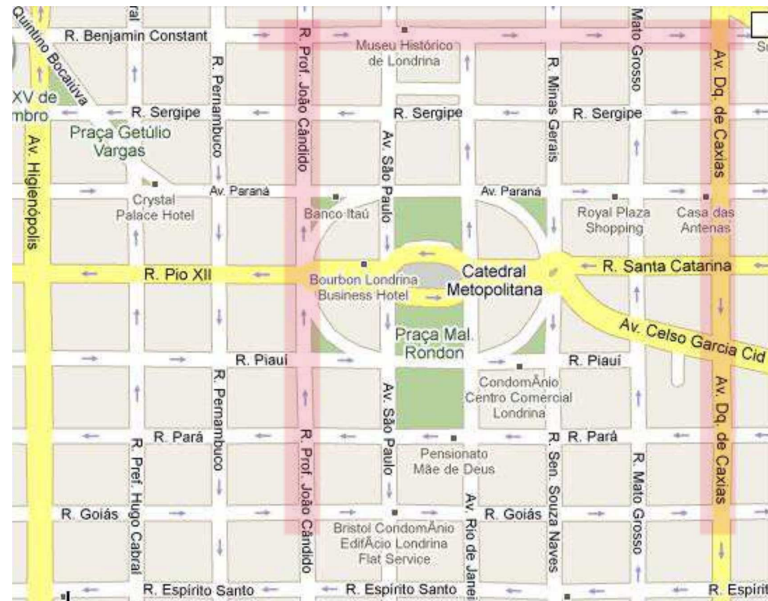 Quintino Bocaiúva
ral
R. Benjamin Constant
R. Prof. João Cândido
Museu Histórico
de Londrina
Mato Grosso
Av. Dq. de Caxias
R. Pernambuco
R. Minas Gerais
XV de
mbro
R. Sergipe
R. Sergipe
R. Sergipe
Praça Getúlio
Vargas
Av. Higienópolis
Av. São Paulo
Av. Paraná
Av. Paraná
Crystal
Palace Hotel
Banco Itaú
Royal Plaza
Shopping
Casa das
Antenas
R. Pio XII
Bourbon Londrina
Business Hotel
Catedral
Metropolitana
R. Santa Catarina
Av. Celso Garcia Cid
Praça Mal.
Rondon
R. Piauí
R. Piauí
CondomÃnio
Centro Comercial
Londrina
R. Pernambuco
Av. São Paulo
Av. Dq. de Caxias
R. Pará
R. Pará
R. Pref. Hugo Cabral
R. Prof. João Cândido
Pensionato
Mãe de Deus
R. Sen. Souza Naves
R. Mato Grosso
Av. Rio de Janei
R. Goiás
R. Goiás
Bristol CondomÃnio
EdifÃcio Londrina
Flat Service
R. Espírito Santo
R. Espírito Santo
R. Espírit